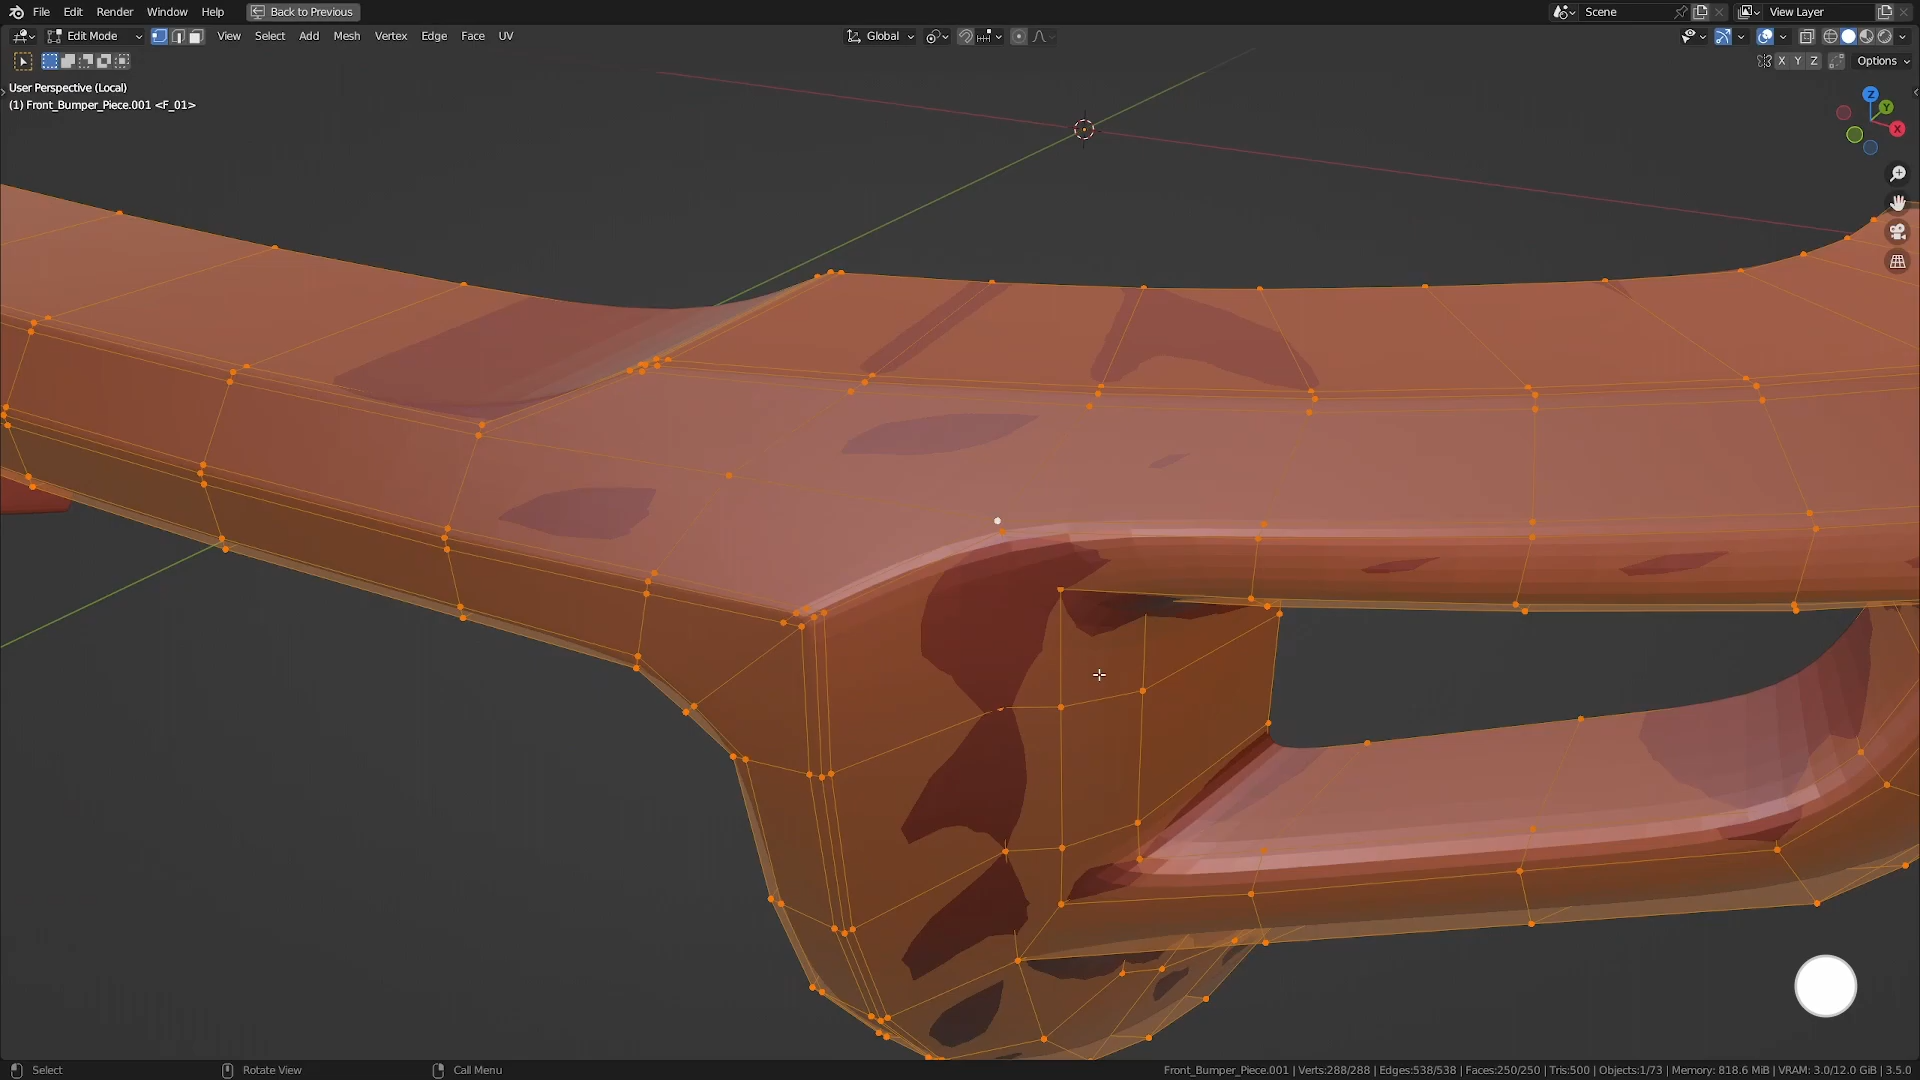 File Edit Render Window Help Back to Previous Scene View Layer
Edit Mode View Select Add Mesh Vertex Edge Face UV Global
X Y Z Options
User Perspective (Local)
(1) Front_Bumper_Piece.001 <F_01>
Z
Y
X
Select Rotate View Call Menu Front_Bumper_Piece.001 | Verts:288/288 | Edges:538/538 | Faces:250/250 | Tris:500 | Objects:1/73 | Memory: 818.6 MiB | VRAM: 3.0/12.0 GiB | 3.5.0